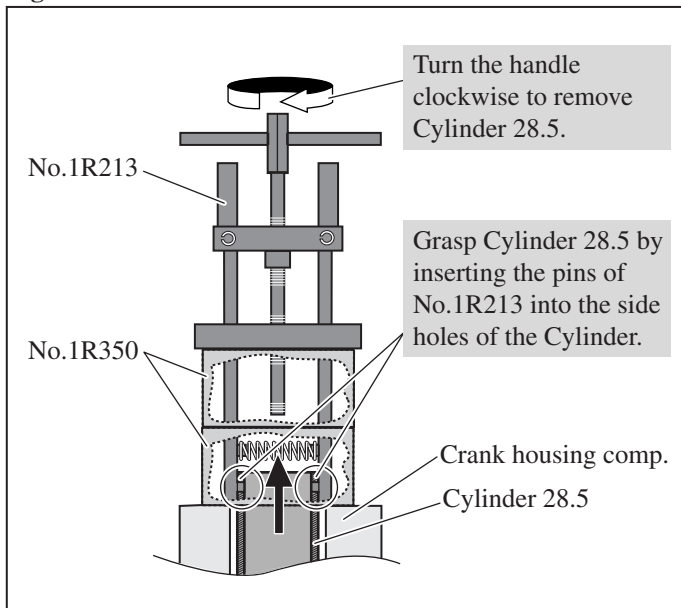 Turn the handle
clockwise to remove
Cylinder 28.5.
No.1R213
Grasp Cylinder 28.5 by
inserting the pins of
No.1R213 into the side
holes of the Cylinder.
No.1R350
Crank housing comp.
Cylinder 28.5